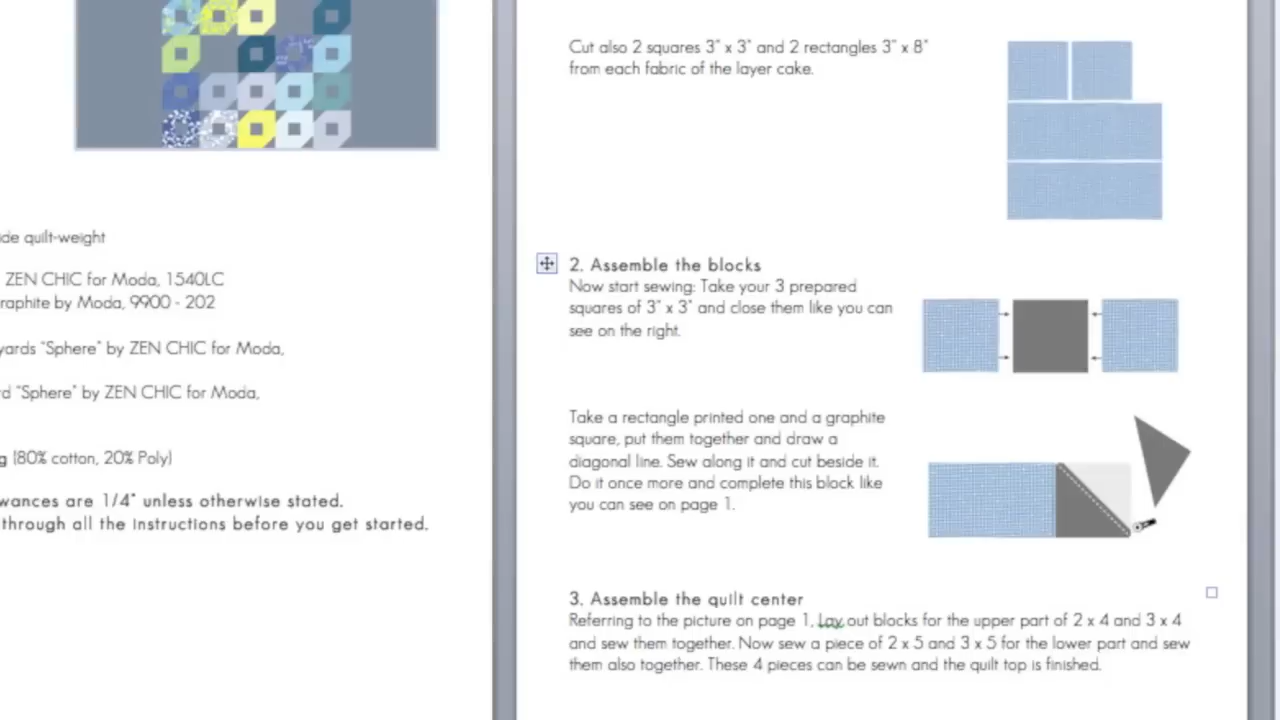 quilt-weight
ZEN CHIC for Moda, 1540LC
by Moda, 9900 - 202
yards "Sphere" by ZEN CHIC for Moda,
"Sphere" by ZEN CHIC for Moda,
(80% cotton, 20% Poly)
are 1/4" unless otherwise stated.
through all the instructions before you get started.
Cut also 2 squares 3" x 3" and 2 rectangles 3" x 8"
from each fabric of the layer cake.
2. Assemble the blocks
Now start sewing: Take your 3 prepared
squares of 3" x 3" and close them like you can
see on the right.
Take a rectangle printed one and a graphite
square, put them together and draw a
diagonal line. Sew along it and cut beside it.
Do it once more and complete this block like
you can see on page 1.
3. Assemble the quilt center
Referring to the picture on page 1. Lay out blocks for the upper part of 2 x 4 and 3 x 4
and sew them together. Now sew a piece of 2 x 5 and 3 x 5 for the lower part and sew
them also together. These 4 pieces can be sewn and the quilt top is finished.